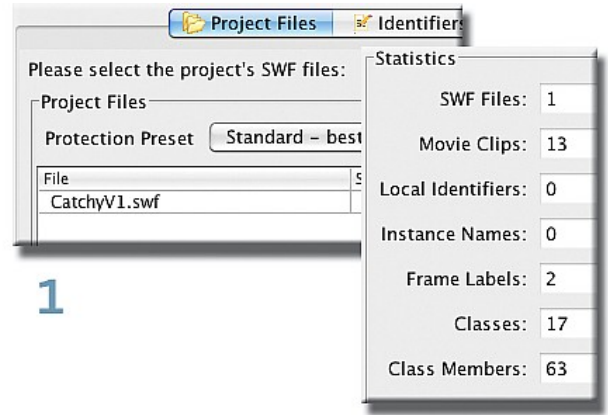 Project Files Identifiers
Please select the project's SWF files:
Project Files
Protection Preset Standard – best
File S
CatchyV1.swf
1
Statistics
SWF Files: 1
Movie Clips: 13
Local Identifiers: 0
Instance Names: 0
Frame Labels: 2
Classes: 17
Class Members: 63